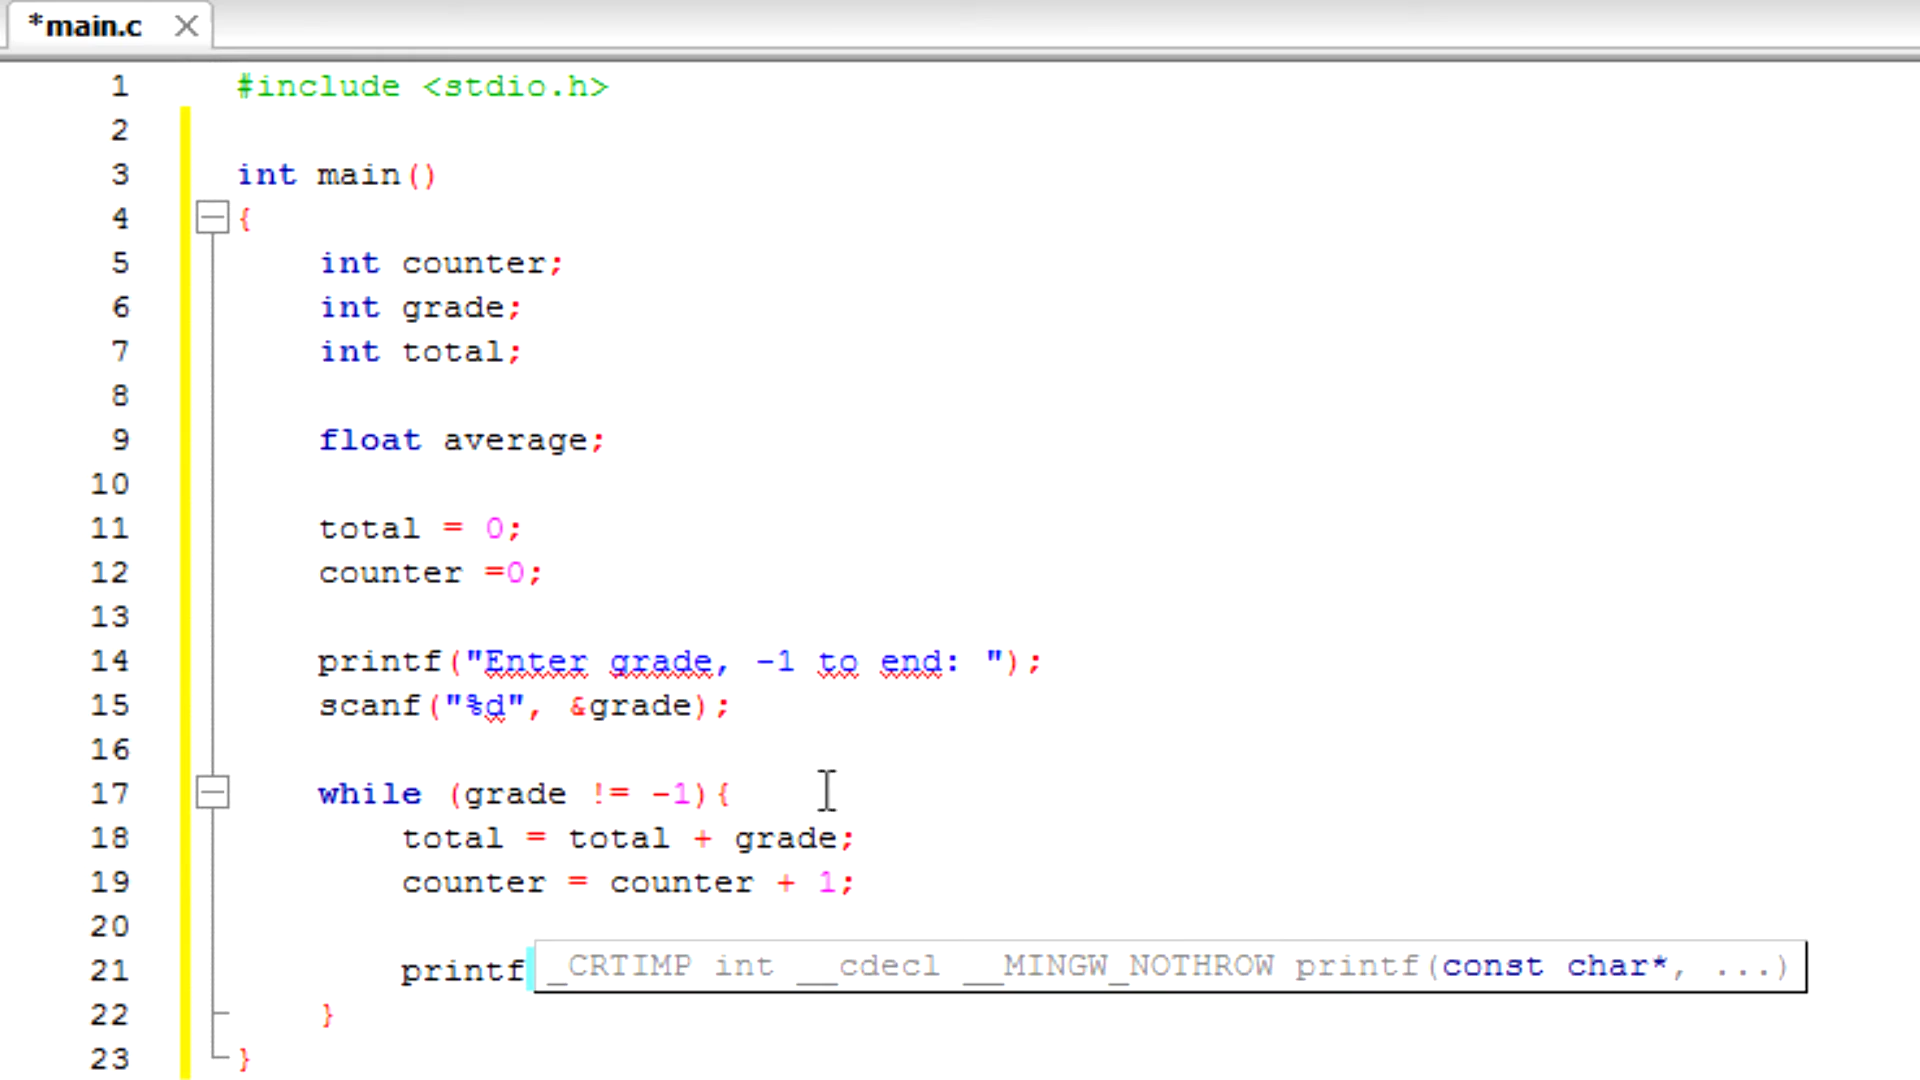 *main.c
1 #include <stdio.h>
2
3 int main()
4 {
5 int counter;
6 int grade;
7 int total;
8
9 float average;
10
11 total = 0;
12 counter =0;
13
14 printf("Enter grade, -1 to end: ");
15 scanf("%d", &grade);
16
17 while (grade != -1){
18 total = total + grade;
19 counter = counter + 1;
20
21 printf _CRTIMP int __cdecl __MINGW_NOTHROW printf(const char*, ...)
22 }
23 }